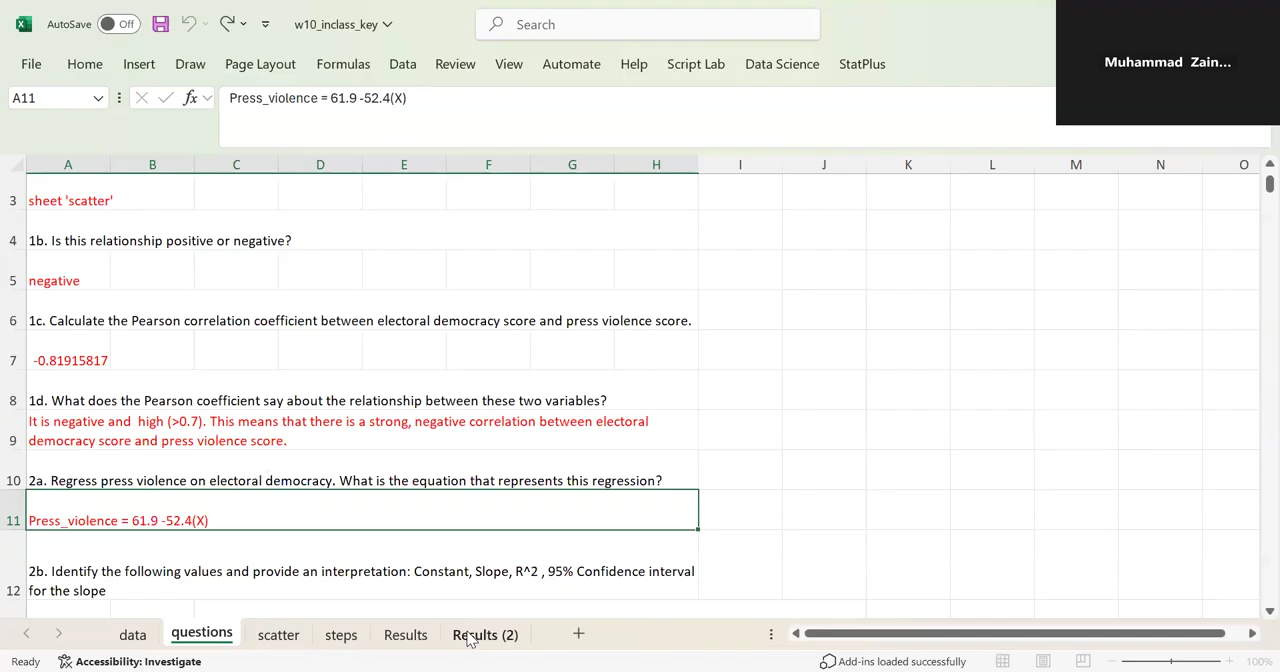 AutoSave Off w10_inclass_key Search
Muhammad Zain...
File Home Insert Draw Page Layout Formulas Data Review View Automate Help Script Lab Data Science StatPlus
A11 fx Press_violence = 61.9 -52.4(X)
A B C D E F G H I J K L M N O
3 sheet 'scatter'
4 1b. Is this relationship positive or negative?
5 negative
6 1c. Calculate the Pearson correlation coefficient between electoral democracy score and press violence score.
7 -0.81915817
8 1d. What does the Pearson coefficient say about the relationship between these two variables?
It is negative and  high (>0.7). This means that there is a strong, negative correlation between electoral
9 democracy score and press violence score.
10 2a. Regress press violence on electoral democracy. What is the equation that represents this regression?
11 Press_violence = 61.9 -52.4(X)
2b. Identify the following values and provide an interpretation: Constant, Slope, R^2 , 95% Confidence interval
12 for the slope
data questions scatter steps Results Results (2)
Ready Accessibility: Investigate Add-ins loaded successfully 100%